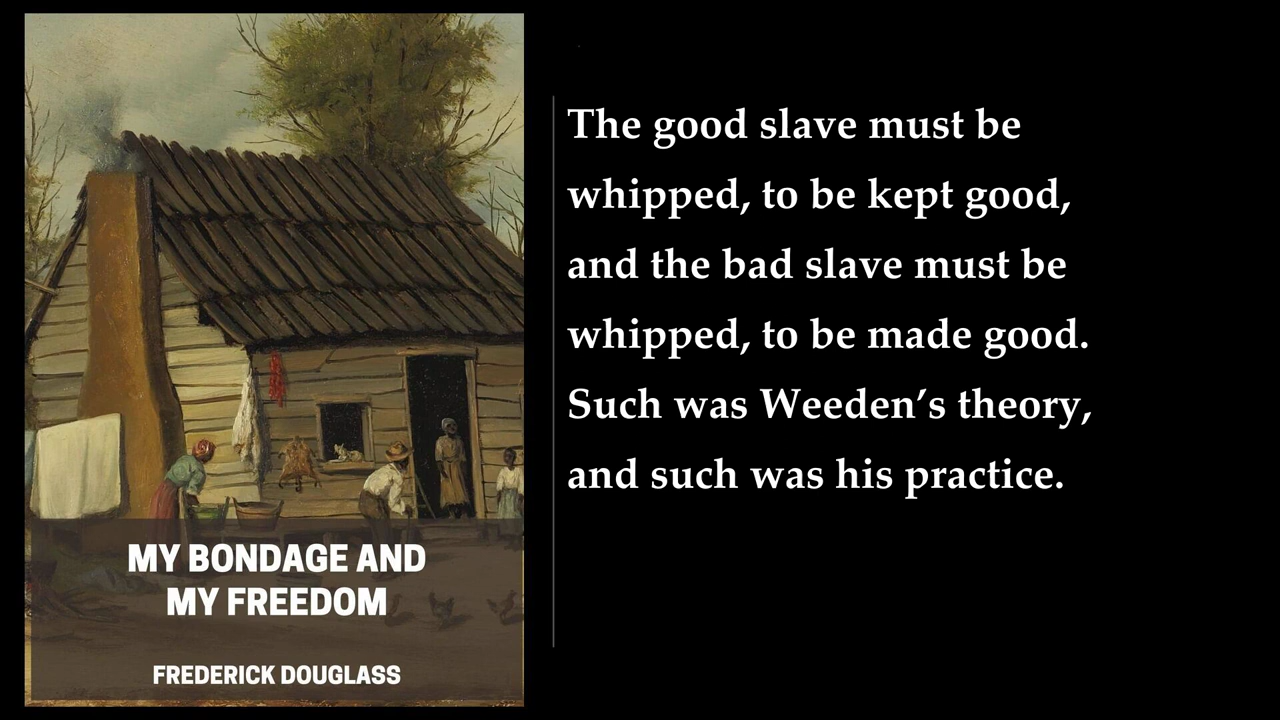 MY BONDAGE AND
MY FREEDOM
FREDERICK DOUGLASS
The good slave must be
whipped, to be kept good,
and the bad slave must be
whipped, to be made good.
Such was Weeden’s theory,
and such was his practice.